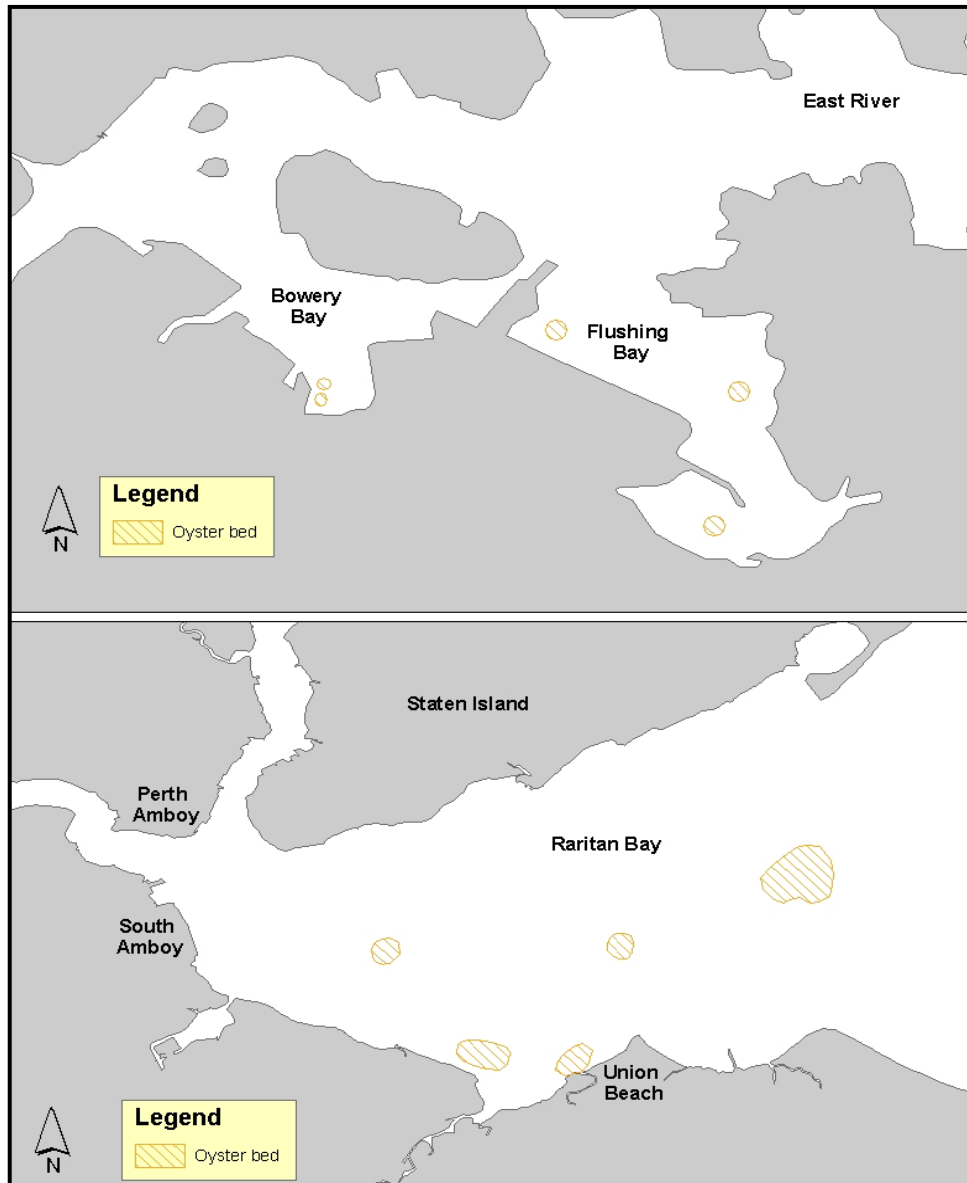 East River
Bowery
Bay
Flushing
Bay
Legend
Oyster bed
N
Staten Island
Perth
Amboy
Raritan Bay
South
Amboy
Union
Beach
Legend
Oyster bed
N